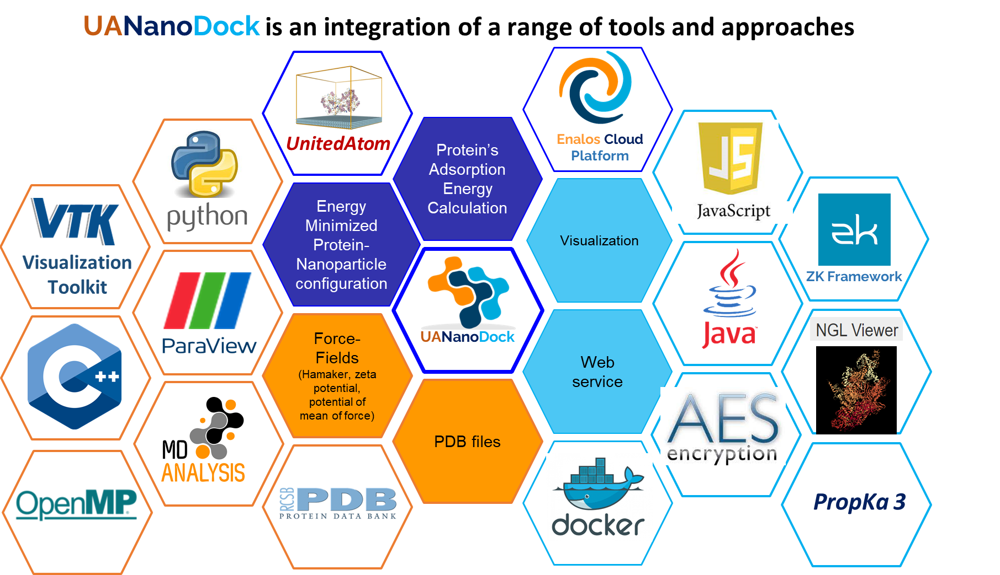 UANanoDock is an integration of a range of tools and approaches
UnitedAtom
Enalos Cloud
Platform
python
Protein’s
Adsorption
Energy
Calculation
JS
JavaScript
VTK
Visualization
Toolkit
Energy
Minimized
Protein-
Nanoparticle
configuration
Visualization
zk
ZK Framework
ParaView
UANanoDock
Java™
C++
Force-
Fields
(Hamaker, zeta
potential,
potential of
mean of force)
Web
service
NGL Viewer
MD
ANALYSIS
PDB files
AES
encryption
OpenMP
RCSB
PDB
PROTEIN DATA BANK
docker
PropKa 3